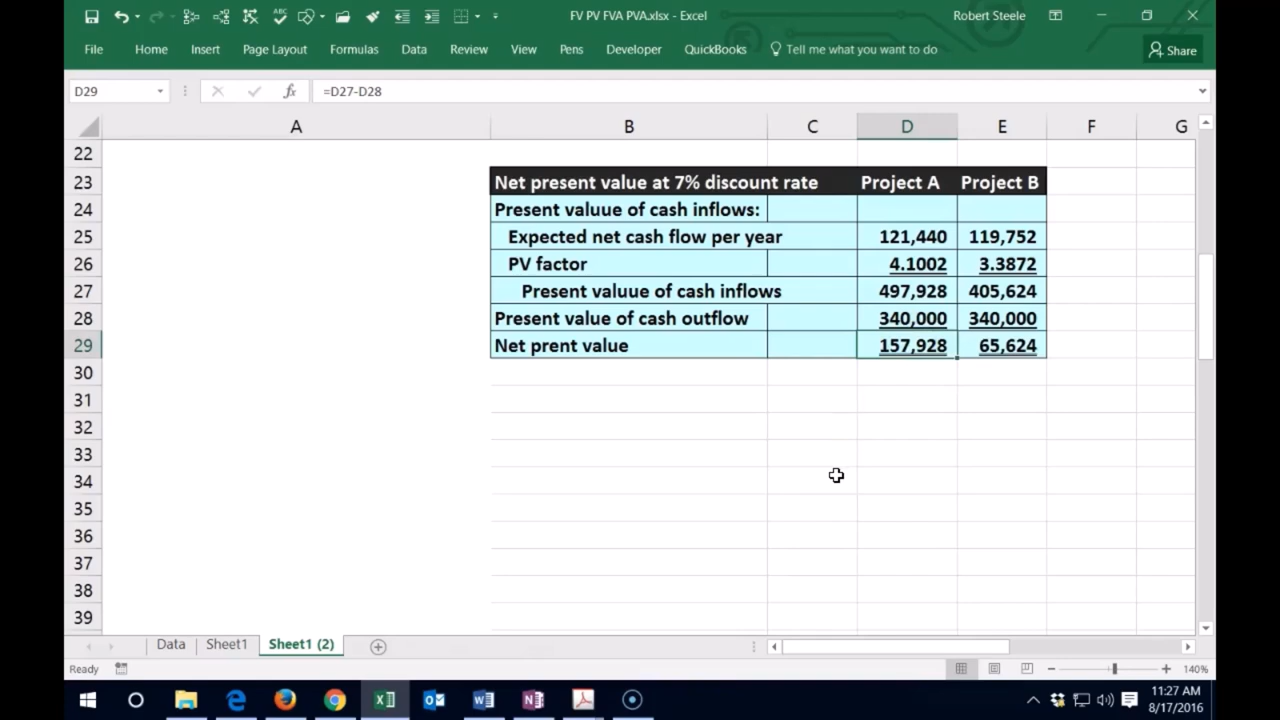 FV PV FVA PVA.xlsx - Excel
Robert Steele
File Home Insert Page Layout Formulas Data Review View Pens Developer QuickBooks Tell me what you want to do Share
D29 fx =D27-D28
A B C D E F G
22
23 Net present value at 7% discount rate Project A Project B
24 Present valuue of cash inflows:
25 Expected net cash flow per year 121,440 119,752
26 PV factor 4.1002 3.3872
27 Present valuue of cash inflows 497,928 405,624
28 Present value of cash outflow 340,000 340,000
29 Net prent value 157,928 65,624
30
31
32
33
34
35
36
37
38
39
Data Sheet1 Sheet1 (2)
Ready 140%
11:27 AM
8/17/2016